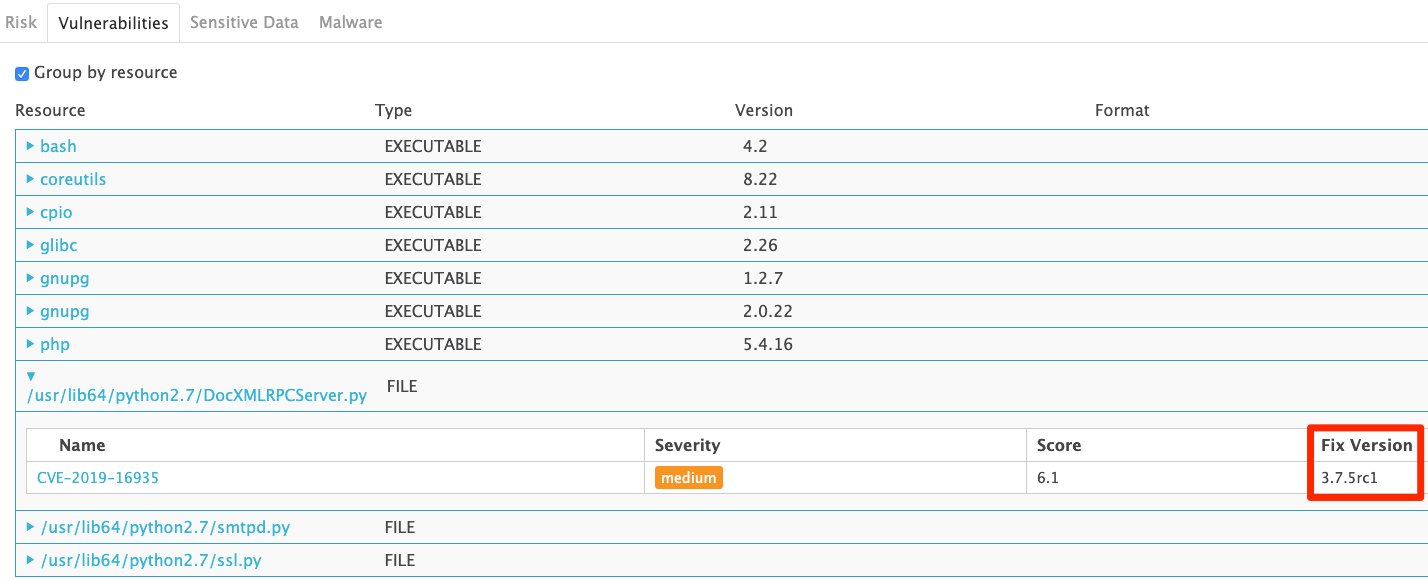 Risk Vulnerabilities Sensitive Data Malware
Group by resource
Resource Type Version Format
bash EXECUTABLE 4.2
coreutils EXECUTABLE 8.22
cpio EXECUTABLE 2.11
glibc EXECUTABLE 2.26
gnupg EXECUTABLE 1.2.7
gnupg EXECUTABLE 2.0.22
php EXECUTABLE 5.4.16
/usr/lib64/python2.7/DocXMLRPCServer.py FILE
Name Severity Score Fix Version
CVE-2019-16935 medium 6.1 3.7.5rc1
/usr/lib64/python2.7/smtpd.py FILE
/usr/lib64/python2.7/ssl.py FILE